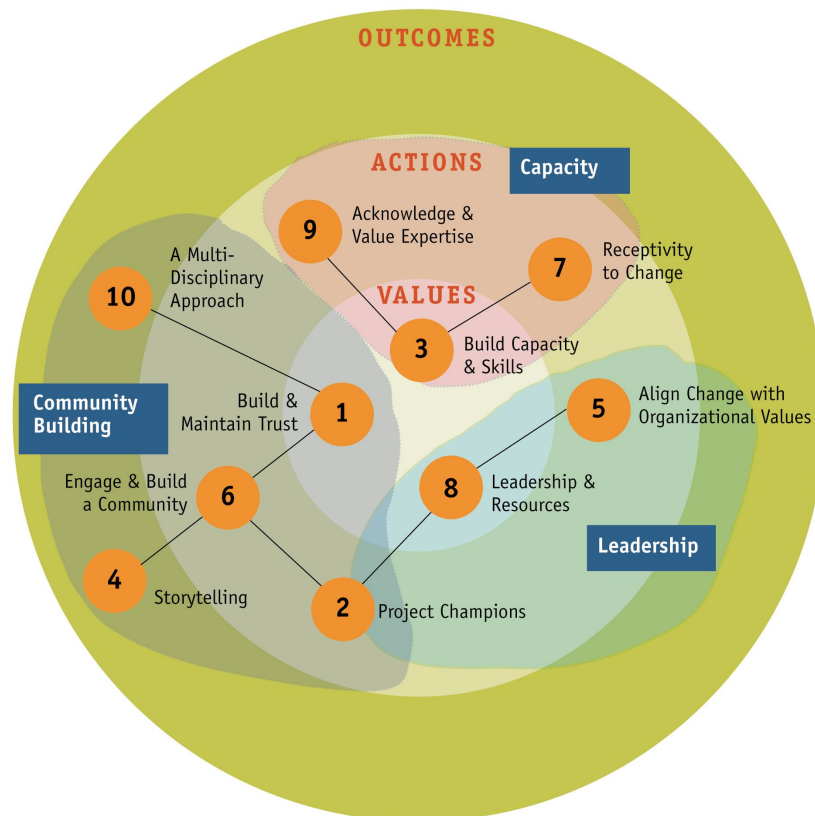 OUTCOMES
ACTIONS
Capacity
9
Acknowledge &
Value Expertise
7
Receptivity
to Change
10
A Multi-
Disciplinary
Approach
VALUES
3
Build Capacity
& Skills
Community
Building
1
Build &
Maintain Trust
5
Align Change with
Organizational Values
6
Engage & Build
a Community
8
Leadership &
Resources
Leadership
4
Storytelling
2
Project Champions